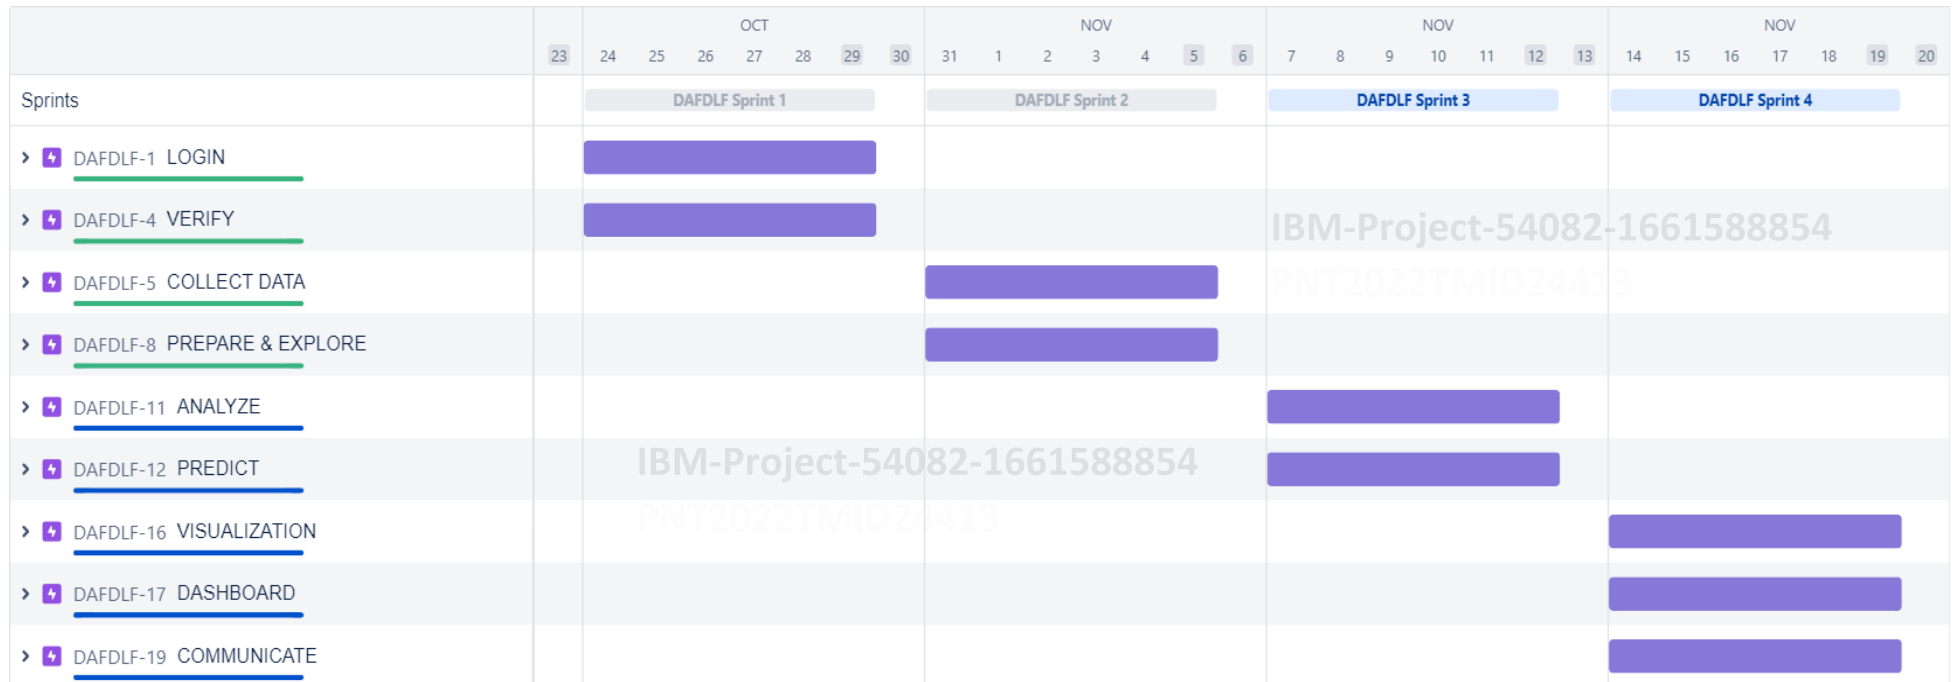 OCT NOV NOV NOV
23 24 25 26 27 28 29 30 31 1 2 3 4 5 6 7 8 9 10 11 12 13 14 15 16 17 18 19 20
Sprints DAFDLF Sprint 1 DAFDLF Sprint 2 DAFDLF Sprint 3 DAFDLF Sprint 4
DAFDLF-1 LOGIN
DAFDLF-4 VERIFY
IBM-Project-54082-1661588854
DAFDLF-5 COLLECT DATA
PNT2022TMID24413
DAFDLF-8 PREPARE & EXPLORE
DAFDLF-11 ANALYZE
DAFDLF-12 PREDICT
IBM-Project-54082-1661588854
PNT2022TMID24413
DAFDLF-16 VISUALIZATION
DAFDLF-17 DASHBOARD
DAFDLF-19 COMMUNICATE